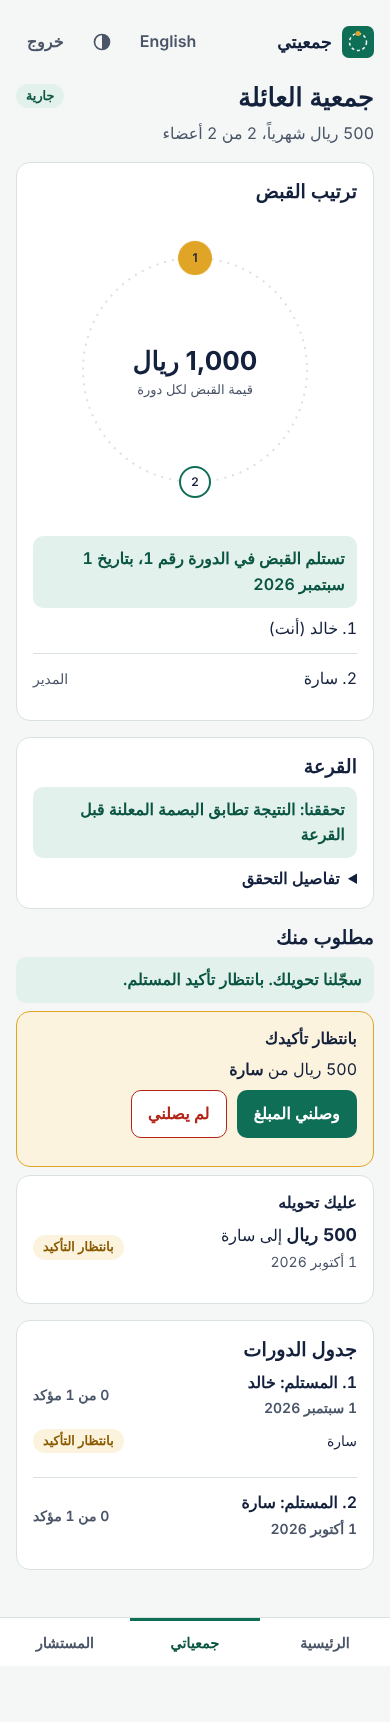 جمعيتي
English
خروج
جمعية العائلة
جارية
500 ريال شهرياً، 2 من 2 أعضاء
ترتيب القبض
1
1,000 ريال
قيمة القبض لكل دورة
2
تستلم القبض في الدورة رقم 1، بتاريخ 1
سبتمبر 2026
1. خالد (أنت)
2. سارة
المدير
القرعة
تحققنا: النتيجة تطابق البصمة المعلنة قبل
القرعة
تفاصيل التحقق
مطلوب منك
سجّلنا تحويلك. بانتظار تأكيد المستلم.
بانتظار تأكيدك
500 ريال من سارة
وصلني المبلغ
لم يصلني
عليك تحويله
500 ريال إلى سارة
1 أكتوبر 2026
بانتظار التأكيد
جدول الدورات
1. المستلم: خالد
1 سبتمبر 2026
0 من 1 مؤكد
سارة
بانتظار التأكيد
2. المستلم: سارة
1 أكتوبر 2026
0 من 1 مؤكد
الرئيسية
جمعياتي
المستشار